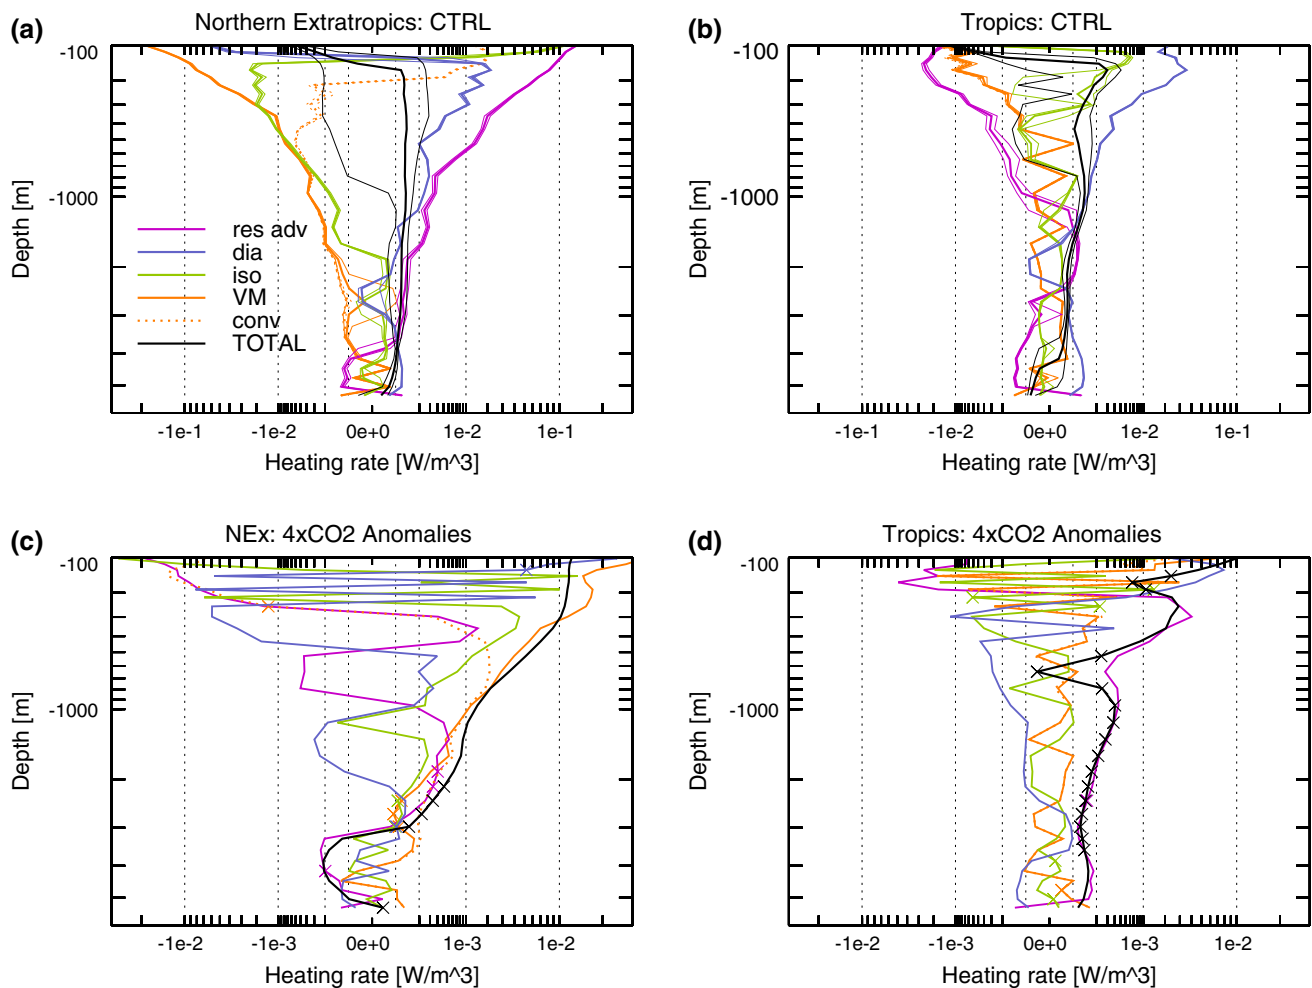 (a) Northern Extratropics: CTRL
-100
-1000
Depth [m]
res adv
dia
iso
VM
conv
TOTAL
-1e-1 -1e-2 0e+0 1e-2 1e-1
Heating rate [W/m^3]
(b) Tropics: CTRL
-100
-1000
Depth [m]
-1e-1 -1e-2 0e+0 1e-2 1e-1
Heating rate [W/m^3]
(c) NEx: 4xCO2 Anomalies
-100
-1000
Depth [m]
-1e-2 -1e-3 0e+0 1e-3 1e-2
Heating rate [W/m^3]
(d) Tropics: 4xCO2 Anomalies
-100
-1000
Depth [m]
-1e-2 -1e-3 0e+0 1e-3 1e-2
Heating rate [W/m^3]